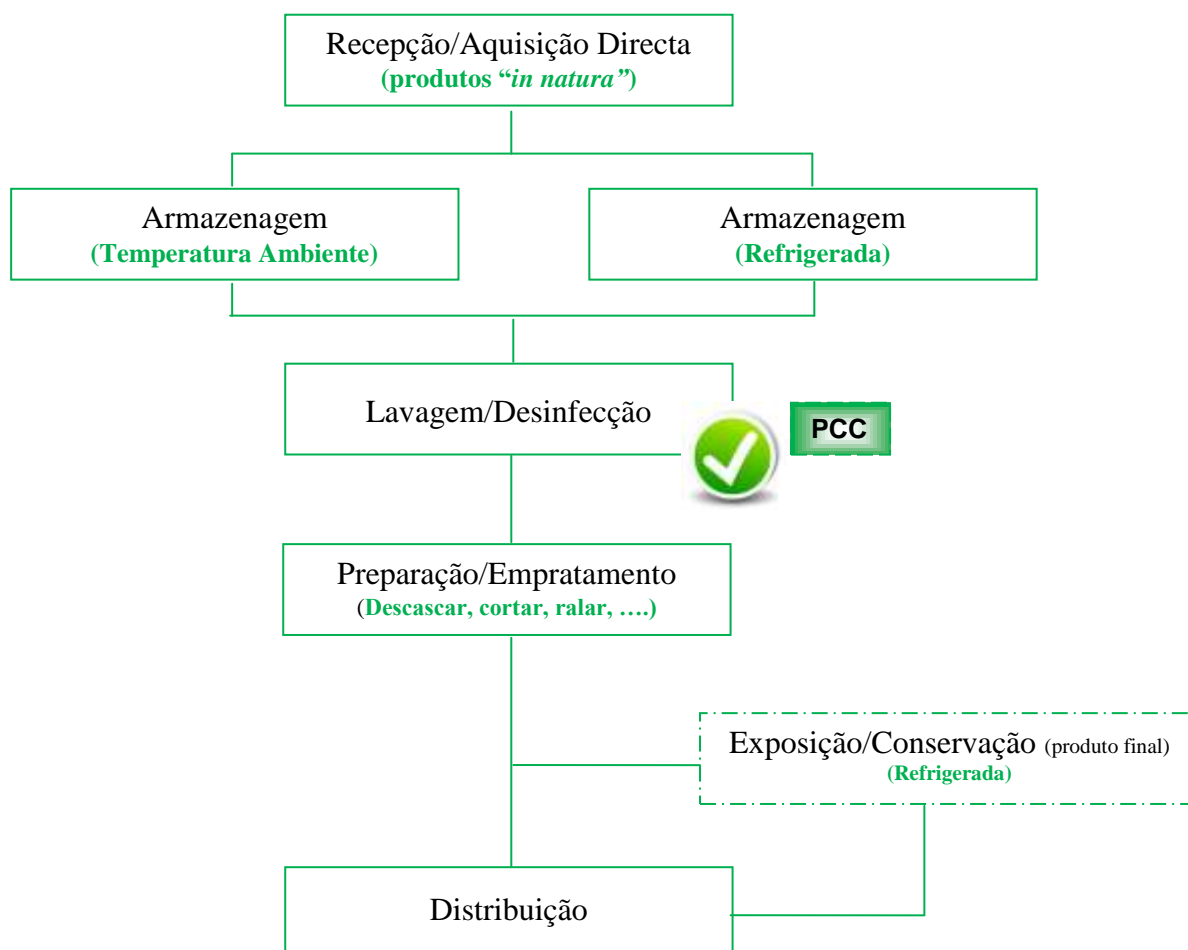 Recepção/Aquisição Directa
(produtos “in natura”)
Armazenagem
(Temperatura Ambiente)
Armazenagem
(Refrigerada)
Lavagem/Desinfecção
PCC
Preparação/Empratamento
(Descascar, cortar, ralar, ….)
Exposição/Conservação (produto final)
(Refrigerada)
Distribuição